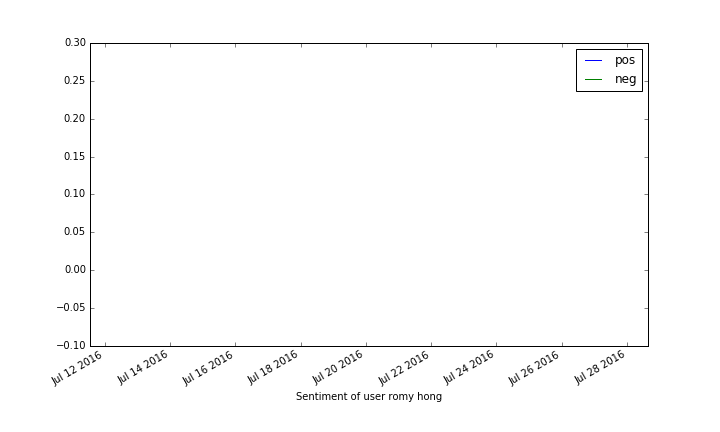 0.30
0.25
0.20
0.15
0.10
0.05
0.00
−0.05
−0.10
pos
neg
Jul 12 2016
Jul 14 2016
Jul 16 2016
Jul 18 2016
Jul 20 2016
Jul 22 2016
Jul 24 2016
Jul 26 2016
Jul 28 2016
Sentiment of user romy hong